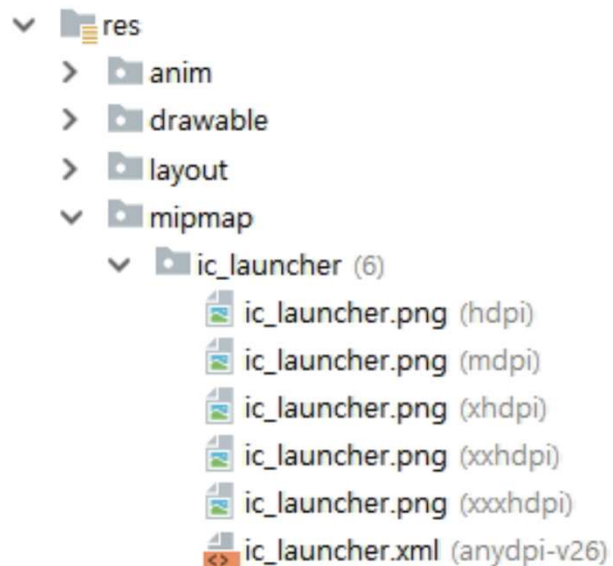 res
anim
drawable
layout
mipmap
ic_launcher (6)
ic_launcher.png (hdpi)
ic_launcher.png (mdpi)
ic_launcher.png (xhdpi)
ic_launcher.png (xxhdpi)
ic_launcher.png (xxxhdpi)
ic_launcher.xml (anydpi-v26)